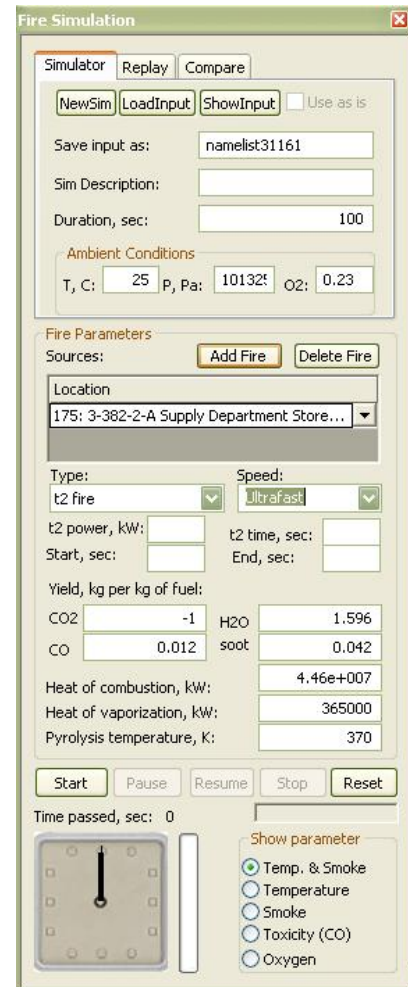 Fire Simulation
Simulator Replay Compare
NewSim LoadInput ShowInput Use as is
Save input as: namelist31161
Sim Description:
Duration, sec: 100
Ambient Conditions
T, C: 25 P, Pa: 101325 O2: 0.23
Fire Parameters
Sources: Add Fire Delete Fire
Location
175: 3-382-2-A Supply Department Store...
Type: Speed:
t2 fire Ultrafast
t2 power, kW: t2 time, sec:
Start, sec: End, sec:
Yield, kg per kg of fuel:
CO2 -1 H2O 1.596
CO 0.012 soot 0.042
Heat of combustion, kW: 4.46e+007
Heat of vaporization, kW: 365000
Pyrolysis temperature, K: 370
Start Pause Resume Stop Reset
Time passed, sec: 0
Show parameter
Temp. & Smoke
Temperature
Smoke
Toxicity (CO)
Oxygen